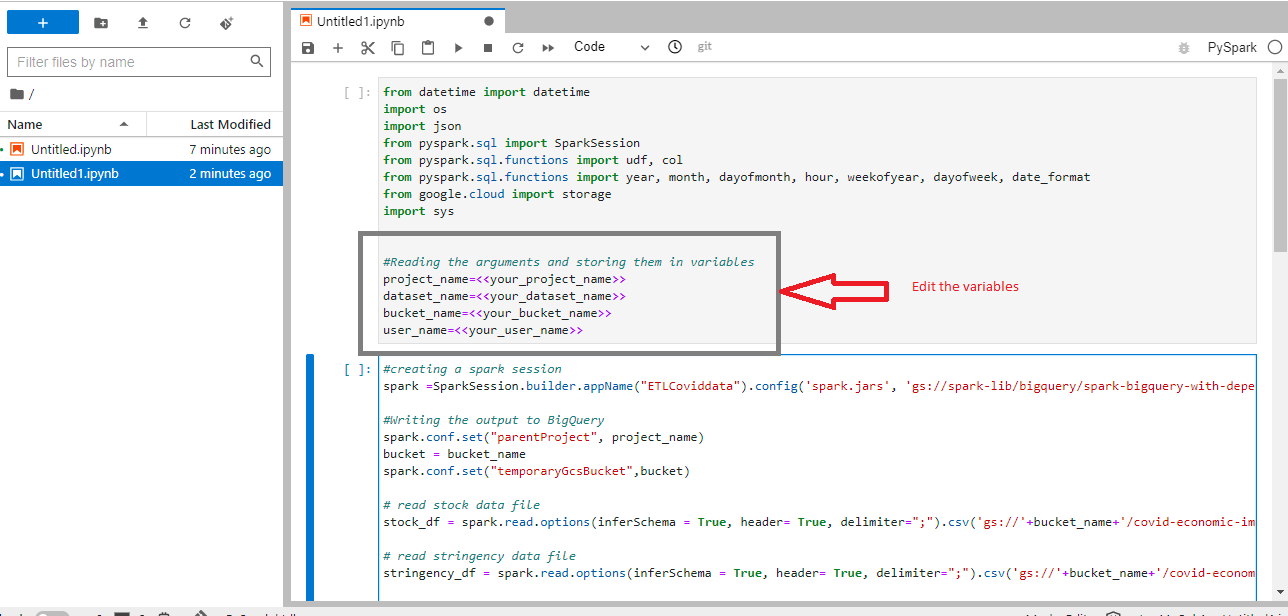 +
Untitled1.ipynb
Code
git
PySpark
Filter files by name
/
Name Last Modified
Untitled.ipynb 7 minutes ago
Untitled1.ipynb 2 minutes ago
[ ]:
from datetime import datetime
import os
import json
from pyspark.sql import SparkSession
from pyspark.sql.functions import udf, col
from pyspark.sql.functions import year, month, dayofmonth, hour, weekofyear, dayofweek, date_format
from google.cloud import storage
import sys
#Reading the arguments and storing them in variables
project_name=<<your_project_name>>
dataset_name=<<your_dataset_name>>
bucket_name=<<your_bucket_name>>
user_name=<<your_user_name>>
Edit the variables
[ ]:
#creating a spark session
spark =SparkSession.builder.appName("ETLCoviddata").config('spark.jars', 'gs://spark-lib/bigquery/spark-bigquery-with-depe
#Writing the output to BigQuery
spark.conf.set("parentProject", project_name)
bucket = bucket_name
spark.conf.set("temporaryGcsBucket",bucket)
# read stock data file
stock_df = spark.read.options(inferSchema = True, header= True, delimiter=";").csv('gs://'+bucket_name+'/covid-economic-im
# read stringency data file
stringency_df = spark.read.options(inferSchema = True, header= True, delimiter=";").csv('gs://'+bucket_name+'/covid-econom